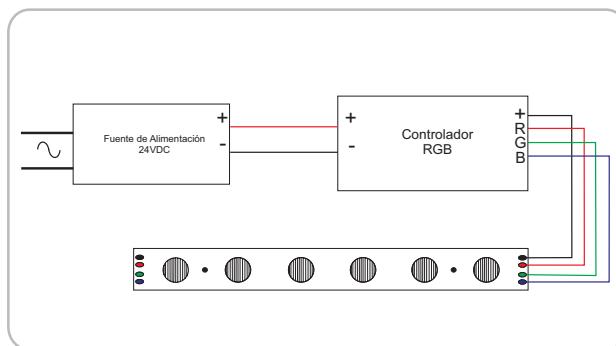 Fuente de Alimentación
24VDC
+
-
+
-
Controlador
RGB
+
R
G
B